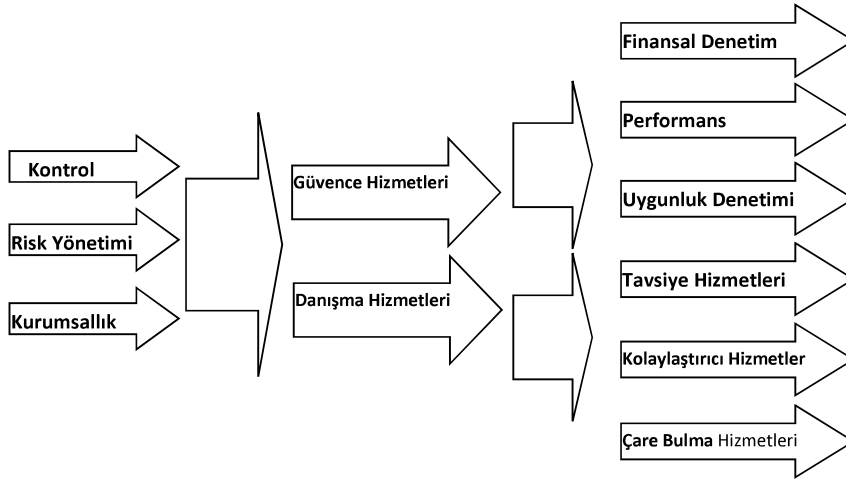 Kontrol
Risk Yönetimi
Kurumsallık
Güvence Hizmetleri
Danışma Hizmetleri
Finansal Denetim
Performans
Uygunluk Denetimi
Tavsiye Hizmetleri
Kolaylaştırıcı Hizmetler
Çare Bulma Hizmetleri